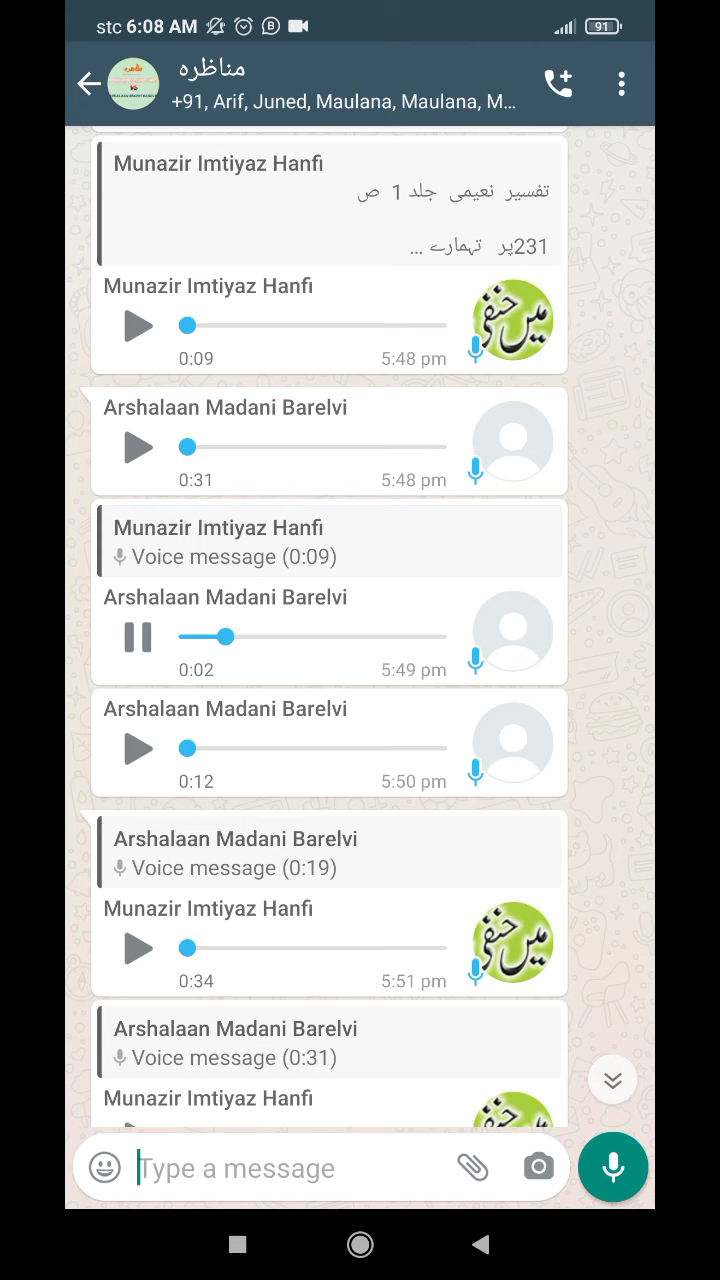 stc 6:08 AM
91
مناظرہ
+91, Arif, Juned, Maulana, Maulana, M...
Munazir Imtiyaz Hanfi
تفسیر نعیمی جلد 1 ص
231پر تہمارے ...
Munazir Imtiyaz Hanfi
میں حنفی
0:09 5:48 pm
Arshalaan Madani Barelvi
0:31 5:48 pm
Munazir Imtiyaz Hanfi
Voice message (0:09)
Arshalaan Madani Barelvi
0:02 5:49 pm
Arshalaan Madani Barelvi
0:12 5:50 pm
Arshalaan Madani Barelvi
Voice message (0:19)
Munazir Imtiyaz Hanfi
میں حنفی
0:34 5:51 pm
Arshalaan Madani Barelvi
Voice message (0:31)
Munazir Imtiyaz Hanfi
Type a message